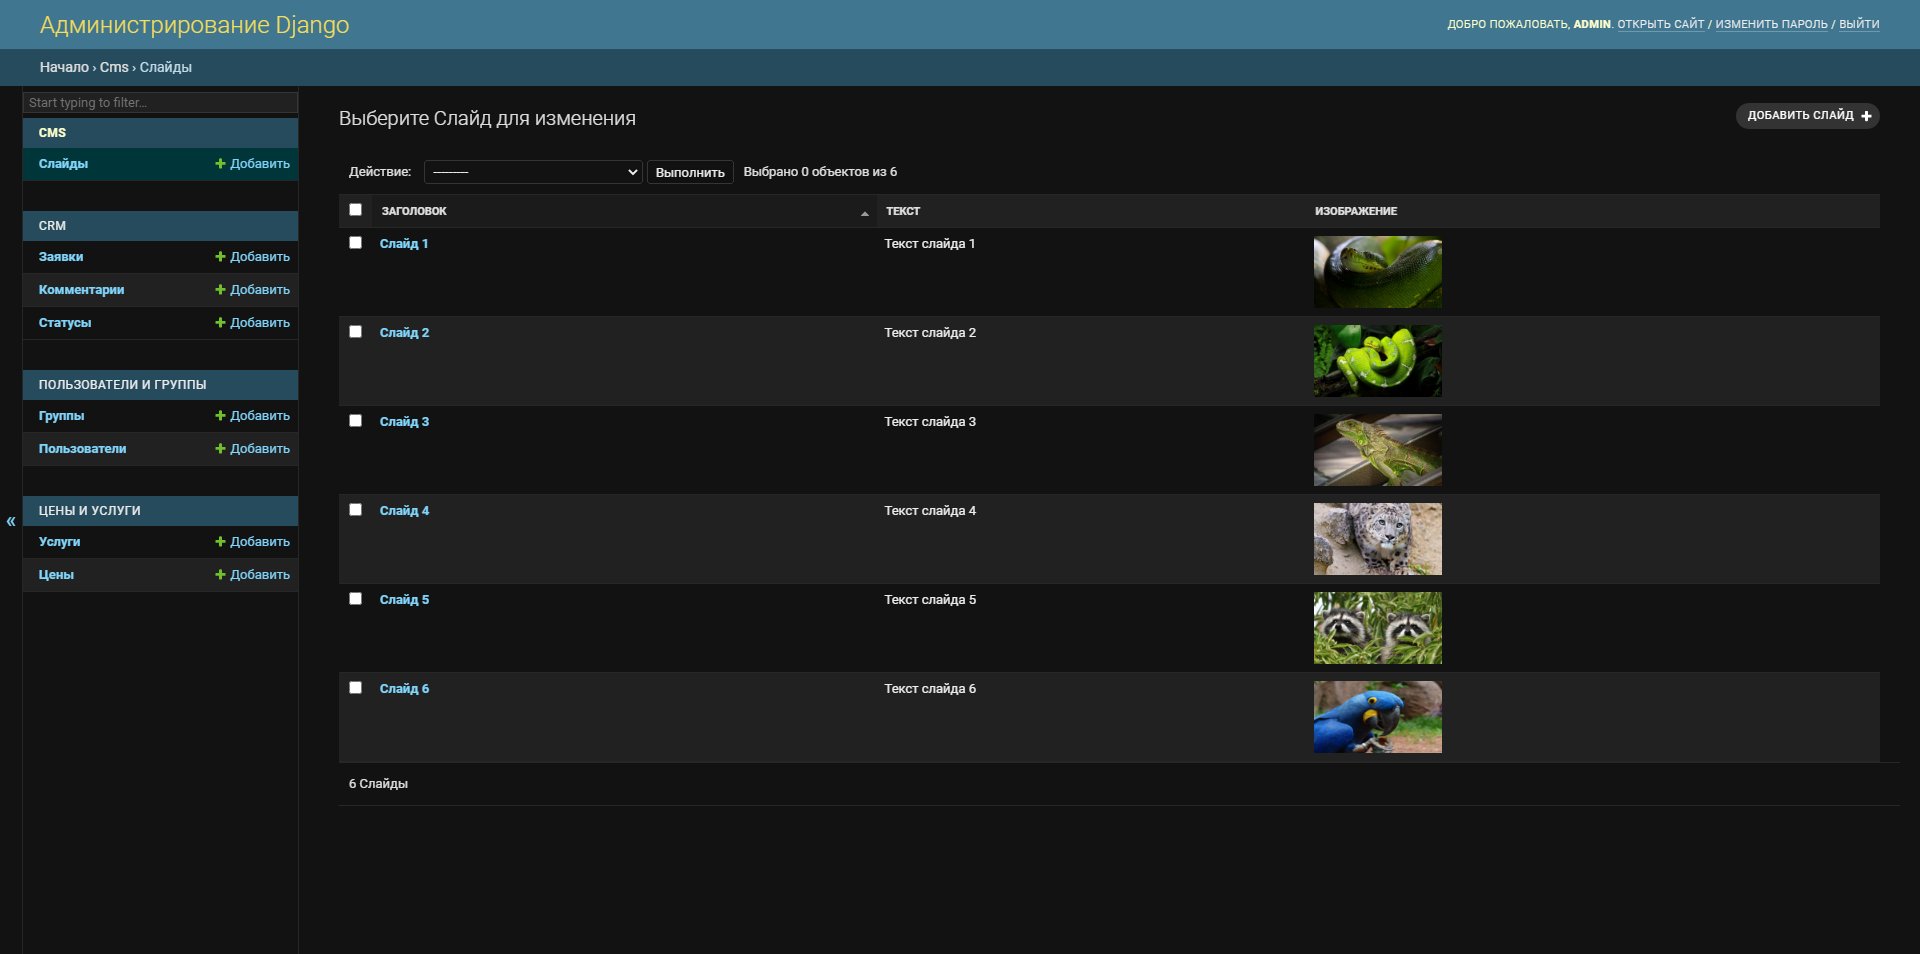 Администрирование Django
ДОБРО ПОЖАЛОВАТЬ, ADMIN. ОТКРЫТЬ САЙТ / ИЗМЕНИТЬ ПАРОЛЬ / ВЫЙТИ
Начало › Cms › Слайды
Start typing to filter...
CMS
Слайды + Добавить
CRM
Заявки + Добавить
Комментарии + Добавить
Статусы + Добавить
ПОЛЬЗОВАТЕЛИ И ГРУППЫ
Группы + Добавить
Пользователи + Добавить
ЦЕНЫ И УСЛУГИ
Услуги + Добавить
Цены + Добавить
«
Выберите Слайд для изменения
ДОБАВИТЬ СЛАЙД +
Действие: --------- Выполнить Выбрано 0 объектов из 6
ЗАГОЛОВОК ТЕКСТ ИЗОБРАЖЕНИЕ
Слайд 1 Текст слайда 1
Слайд 2 Текст слайда 2
Слайд 3 Текст слайда 3
Слайд 4 Текст слайда 4
Слайд 5 Текст слайда 5
Слайд 6 Текст слайда 6
6 Слайды